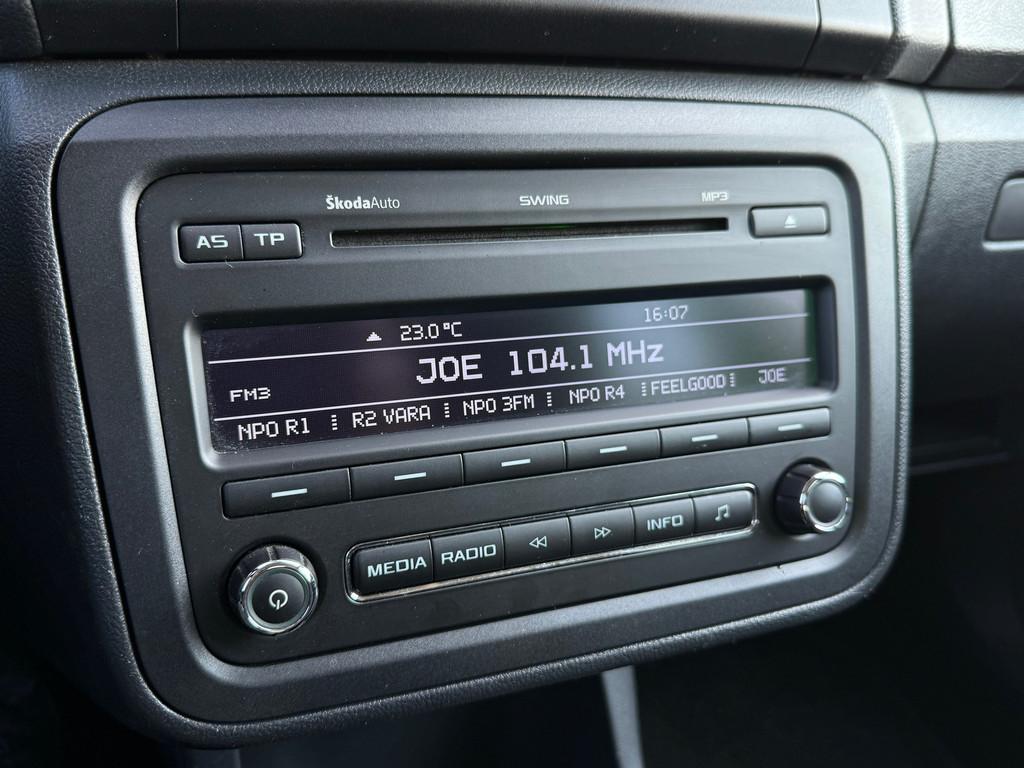 ŠkodaAuto SWING MP3
AS TP
23.0°C 16:07
JOE 104.1 MHz
FM3
NPO R1 R2 VARA NPO 3FM NPO R4 FEELGOOD JOE
MEDIA RADIO INFO